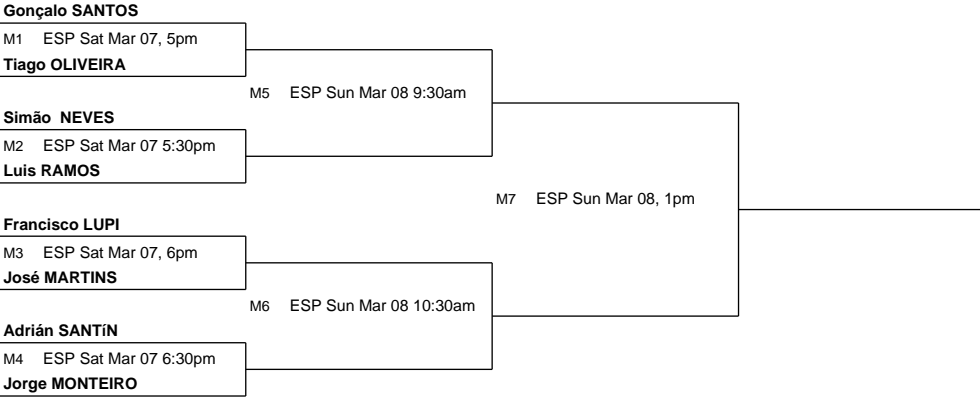 Gonçalo SANTOS
M1 ESP Sat Mar 07, 5pm
Tiago OLIVEIRA
M5 ESP Sun Mar 08 9:30am
Simão  NEVES
M2 ESP Sat Mar 07 5:30pm
Luis RAMOS
M7 ESP Sun Mar 08, 1pm
Francisco LUPI
M3 ESP Sat Mar 07, 6pm
José MARTINS
M6 ESP Sun Mar 08 10:30am
Adrián SANTíN
M4 ESP Sat Mar 07 6:30pm
Jorge MONTEIRO